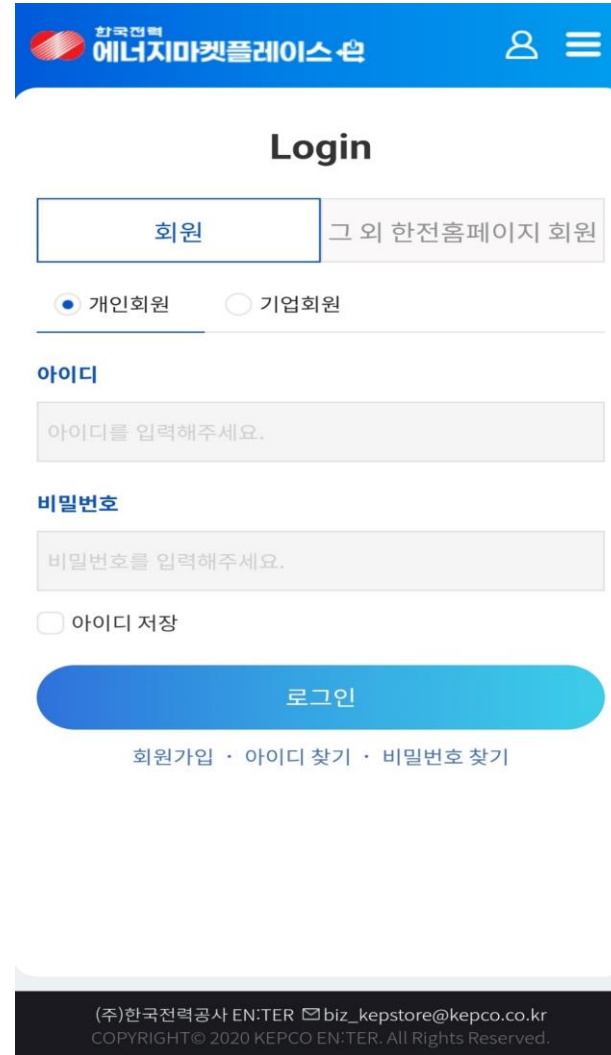 한국전력
에너지마켓플레이스
Login
회원 그 외 한전홈페이지 회원
개인회원 기업회원
아이디
아이디를 입력해주세요.
비밀번호
비밀번호를 입력해주세요.
아이디 저장
로그인
회원가입 · 아이디 찾기 · 비밀번호 찾기
(주)한국전력공사 EN:TER biz_kepstore@kepco.co.kr
COPYRIGHT© 2020 KEPCO EN:TER. All Rights Reserved.